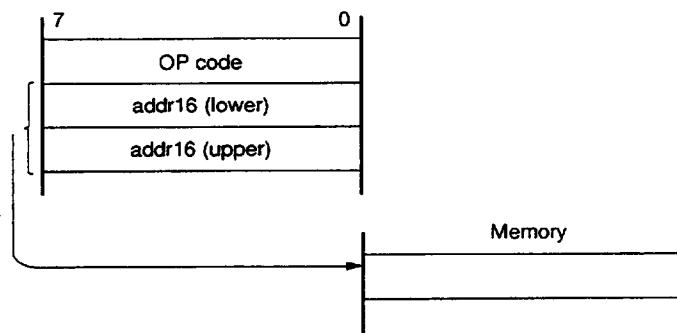 7 0
OP code
addr16 (lower)
addr16 (upper)
Memory